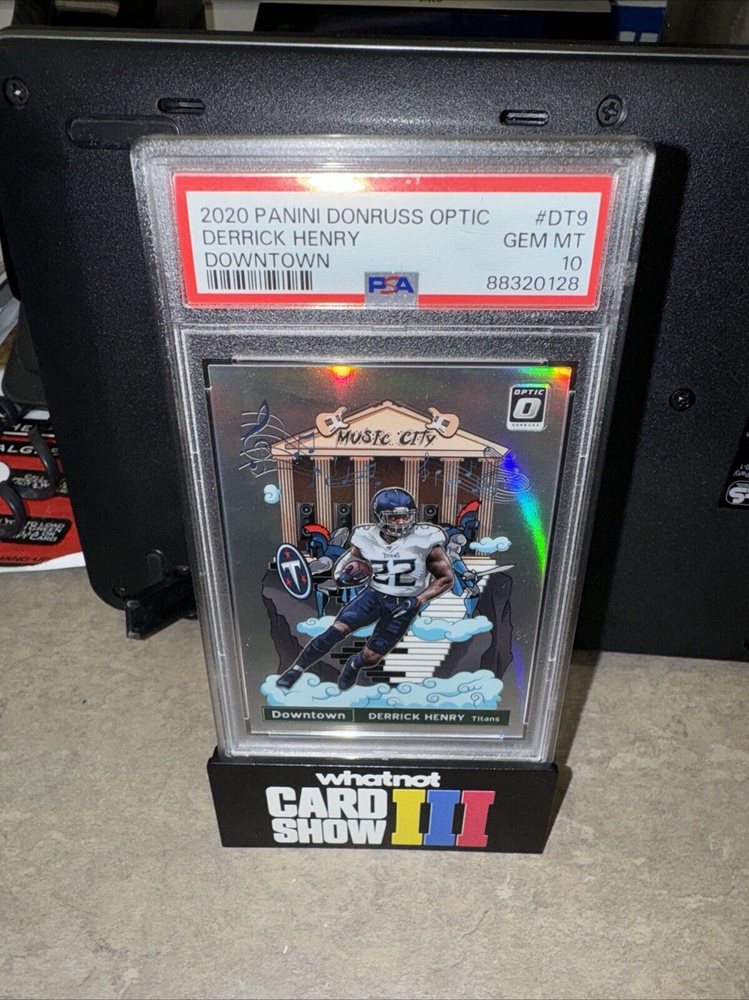 2020 PANINI DONRUSS OPTIC #DT9
DERRICK HENRY GEM MT
DOWNTOWN 10
PSA 88320128
OPTIC
DONRUSS
MUSIC CITY
TITANS
22
T
Downtown DERRICK HENRY Titans
whatnot
CARD
SHOW III